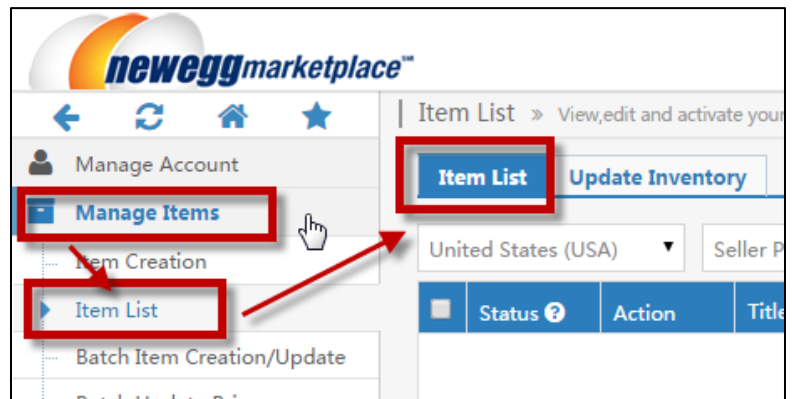 neweggmarketplace℠
Item List » View,edit and activate your
Manage Account
Manage Items
Item Creation
Item List
Batch Item Creation/Update
Item List Update Inventory
United States (USA) Seller P
Status Action Title